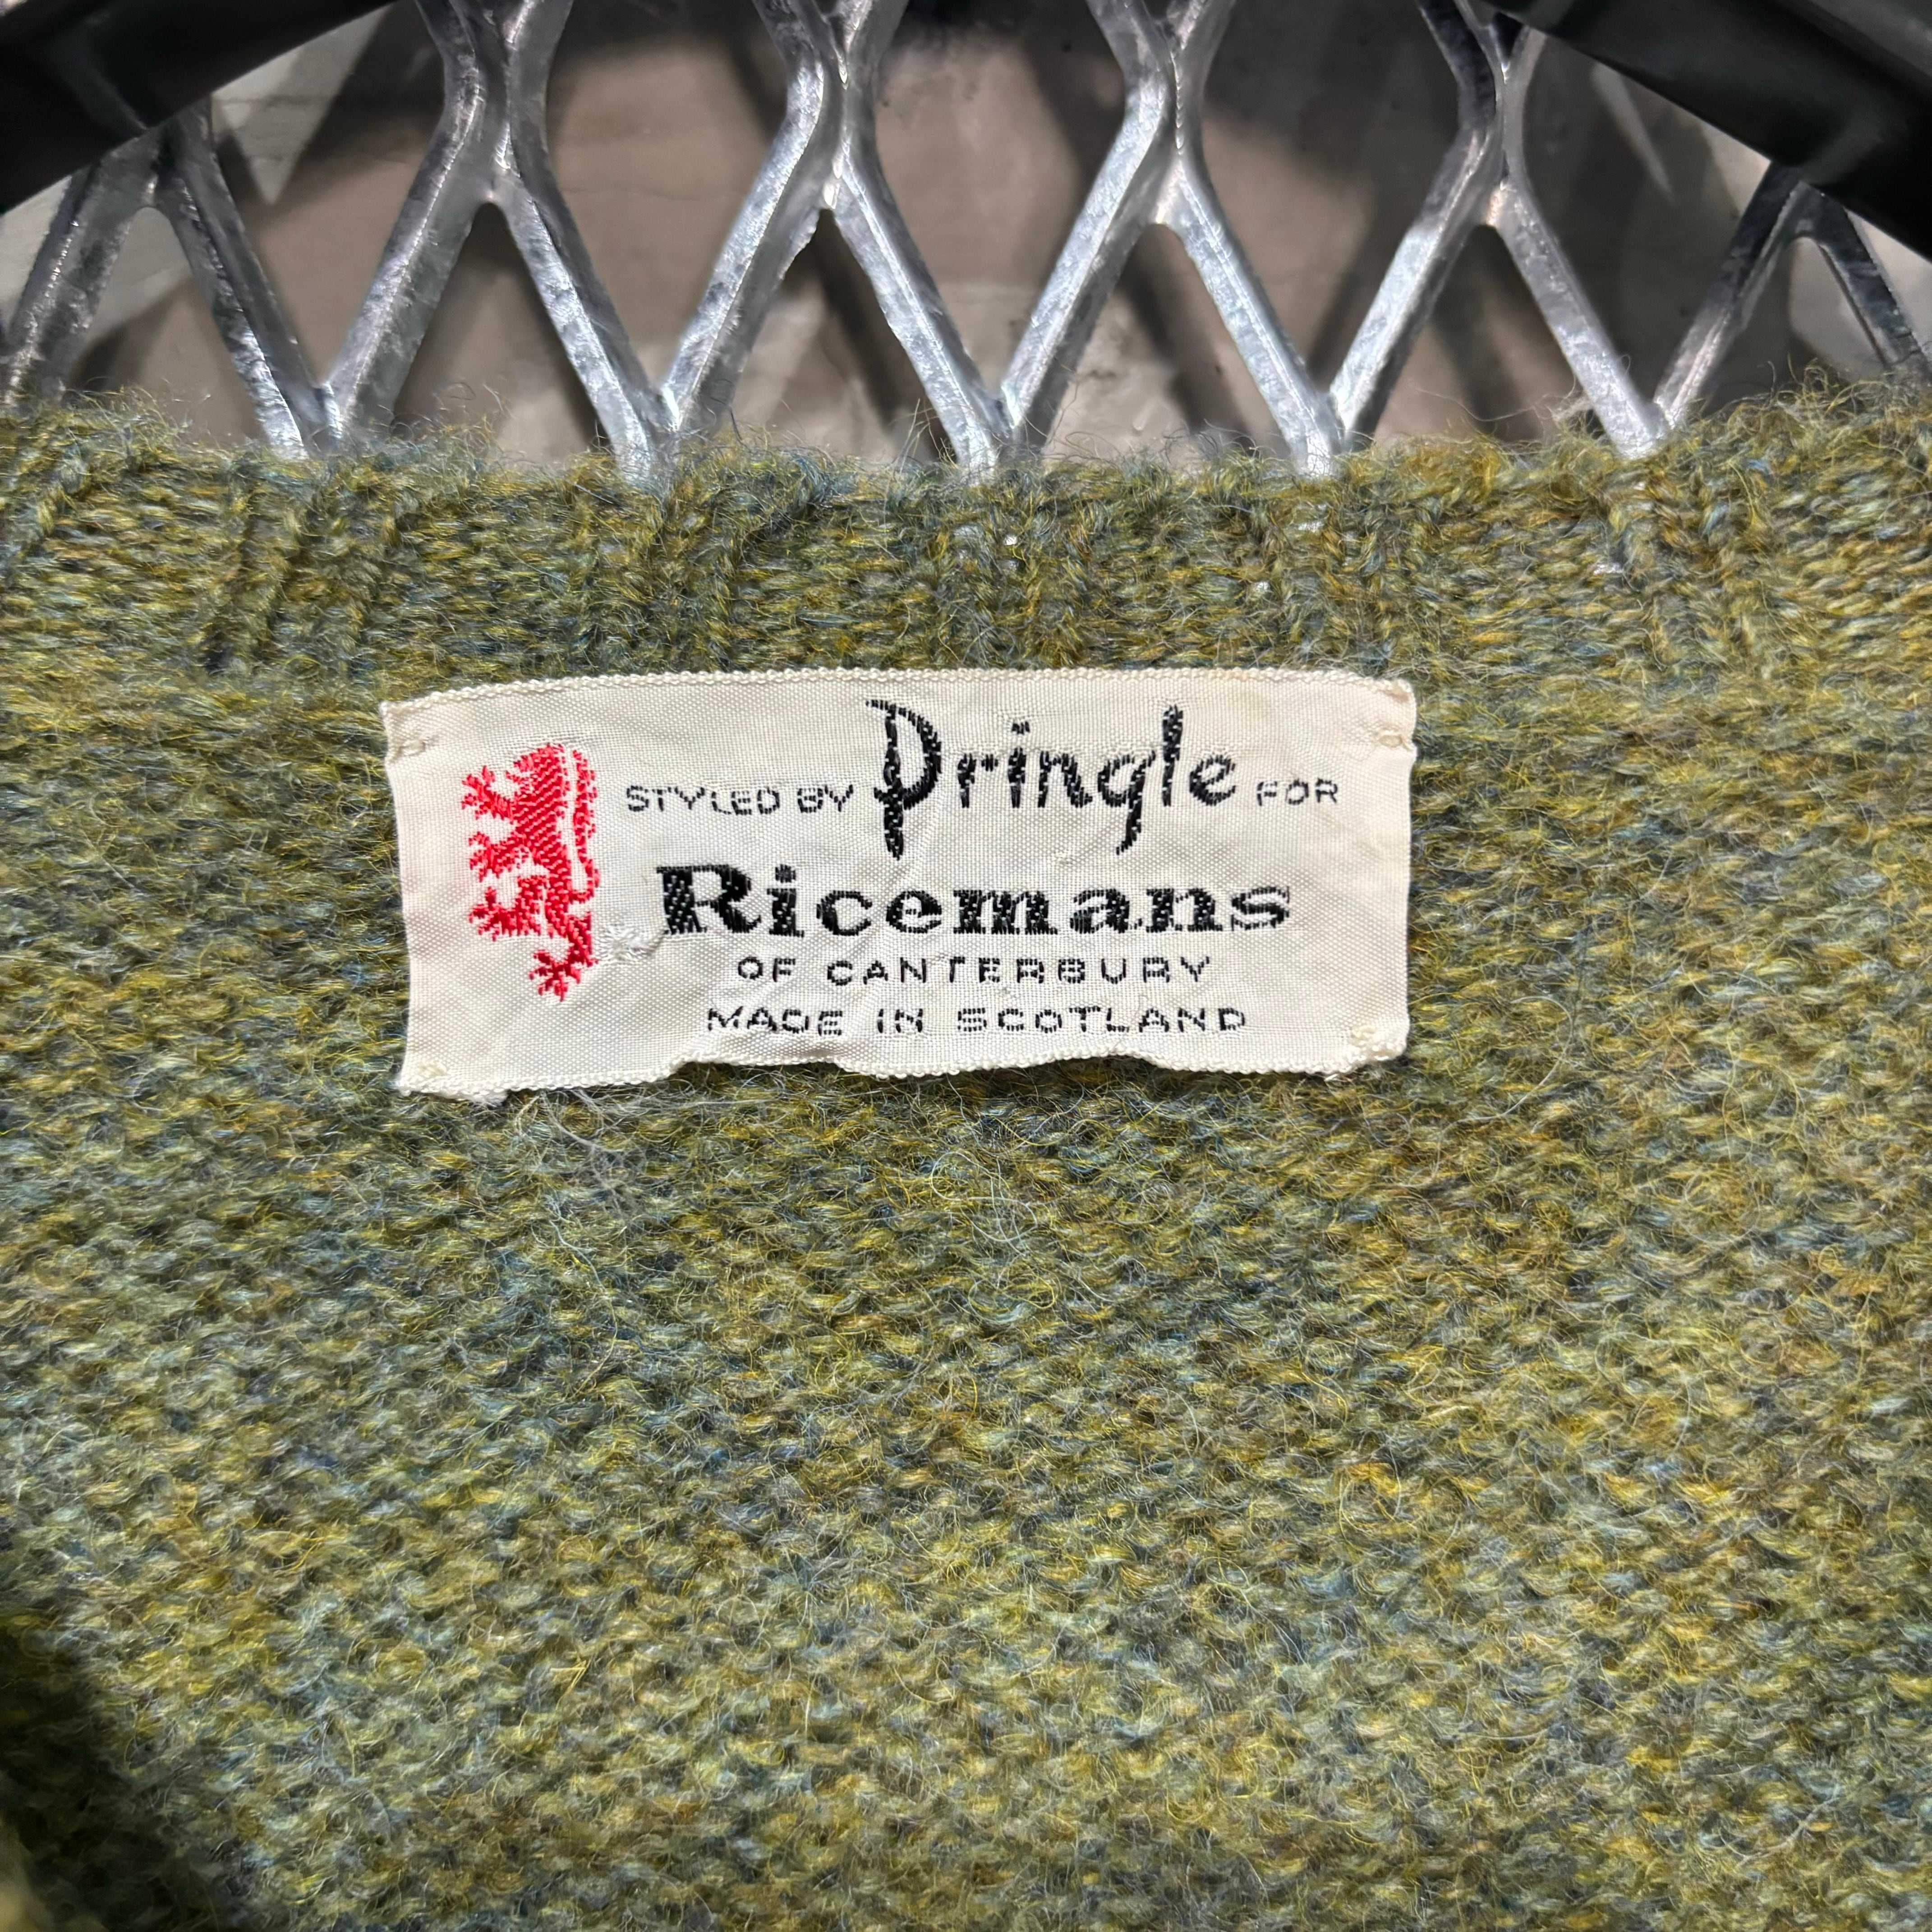 STYLED BY Pringle FOR
Ricemans
OF CANTERBURY
MADE IN SCOTLAND